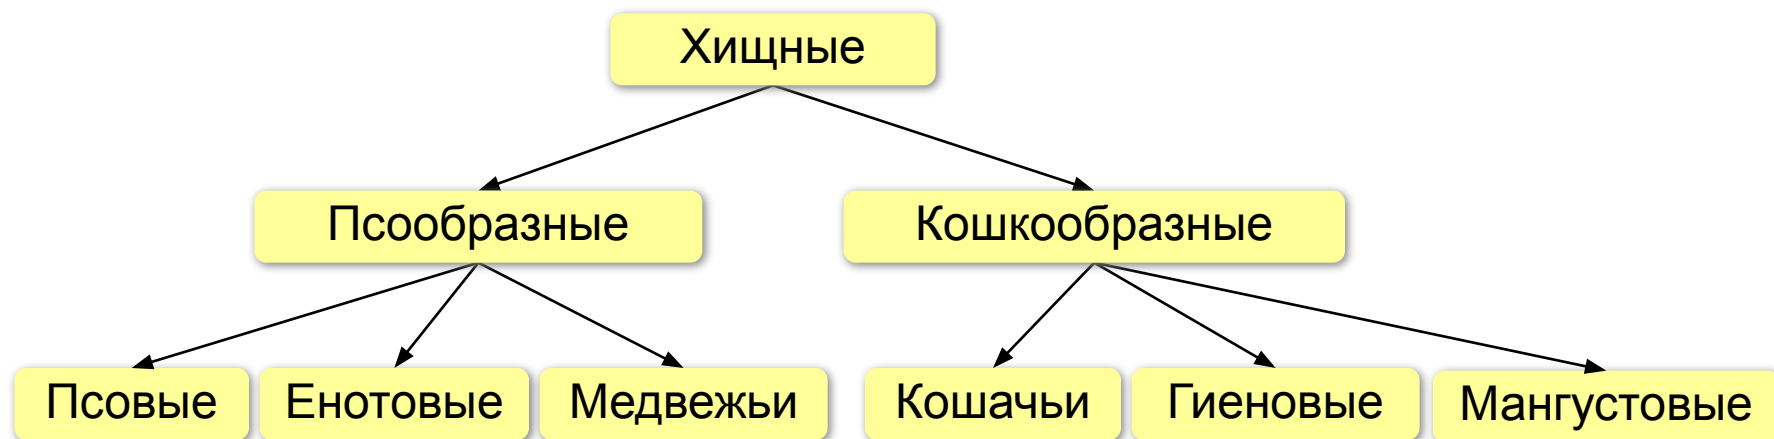 Хищные
Псообразные
Кошкообразные
Псовые
Енотовые
Медвежьи
Кошачьи
Гиеновые
Мангустовые